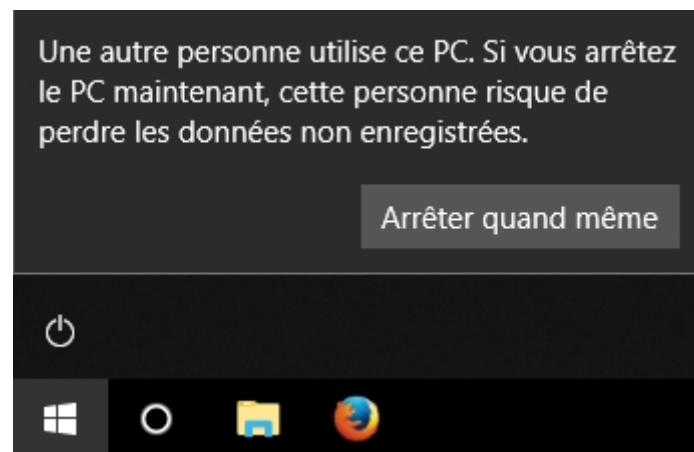 Une autre personne utilise ce PC. Si vous arrêtez
le PC maintenant, cette personne risque de
perdre les données non enregistrées.
Arrêter quand même